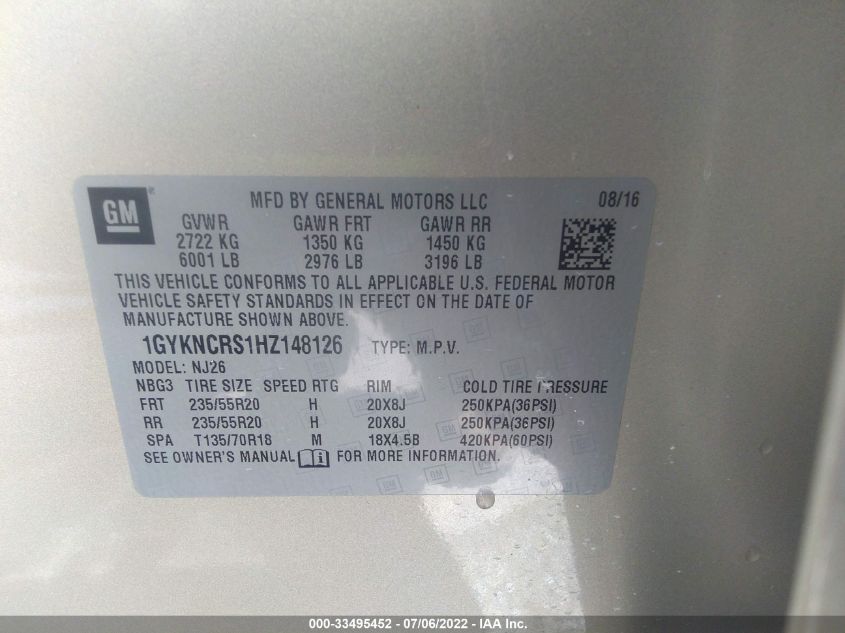 GM ®
MFD BY GENERAL MOTORS LLC 08/16
GVWR GAWR FRT GAWR RR
2722 KG 1350 KG 1450 KG
6001 LB 2976 LB 3196 LB
THIS VEHICLE CONFORMS TO ALL APPLICABLE U.S. FEDERAL MOTOR
VEHICLE SAFETY STANDARDS IN EFFECT ON THE DATE OF
MANUFACTURE SHOWN ABOVE.
1GYKNCRS1HZ148126 TYPE: M.P.V.
MODEL: NJ26
NBG3 TIRE SIZE SPEED RTG RIM COLD TIRE PRESSURE
FRT 235/55R20 H 20X8J 250KPA(36PSI)
RR 235/55R20 H 20X8J 250KPA(36PSI)
SPA T135/70R18 M 18X4.5B 420KPA(60PSI)
SEE OWNER'S MANUAL FOR MORE INFORMATION.
000-33495452 - 07/06/2022 - IAA Inc.